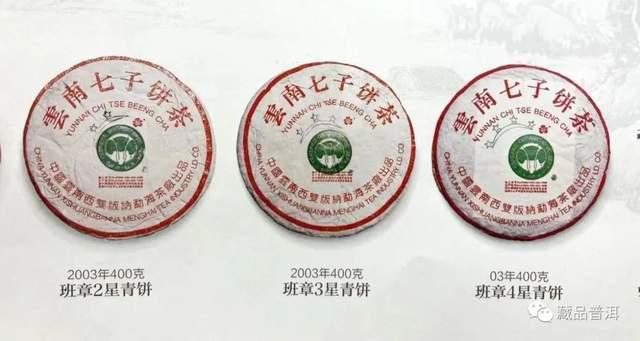 雲南七子餅茶
YUNNAN CHI TSE BEENG CHA
中國雲南西雙版納勐海茶廠出品
CHINA YUNNAN XISHUANGBANNA MENGHAI TEA INDUSTRY LD. CO
2003年400克
班章2星青饼
雲南七子餅茶
YUNNAN CHI TSE BEENG CHA
中國雲南西雙版納勐海茶廠出品
CHINA YUNNAN XISHUANGBANNA MENGHAI TEA INDUSTRY LD. CO
2003年400克
班章3星青饼
雲南七子餅茶
YUNNAN CHI TSE BEENG CHA
中國雲南西雙版納勐海茶廠出品
CHINA YUNNAN XISHUANGBANNA MENGHAI TEA INDUSTRY LD. CO
03年400克
班章4星青饼
藏品普洱